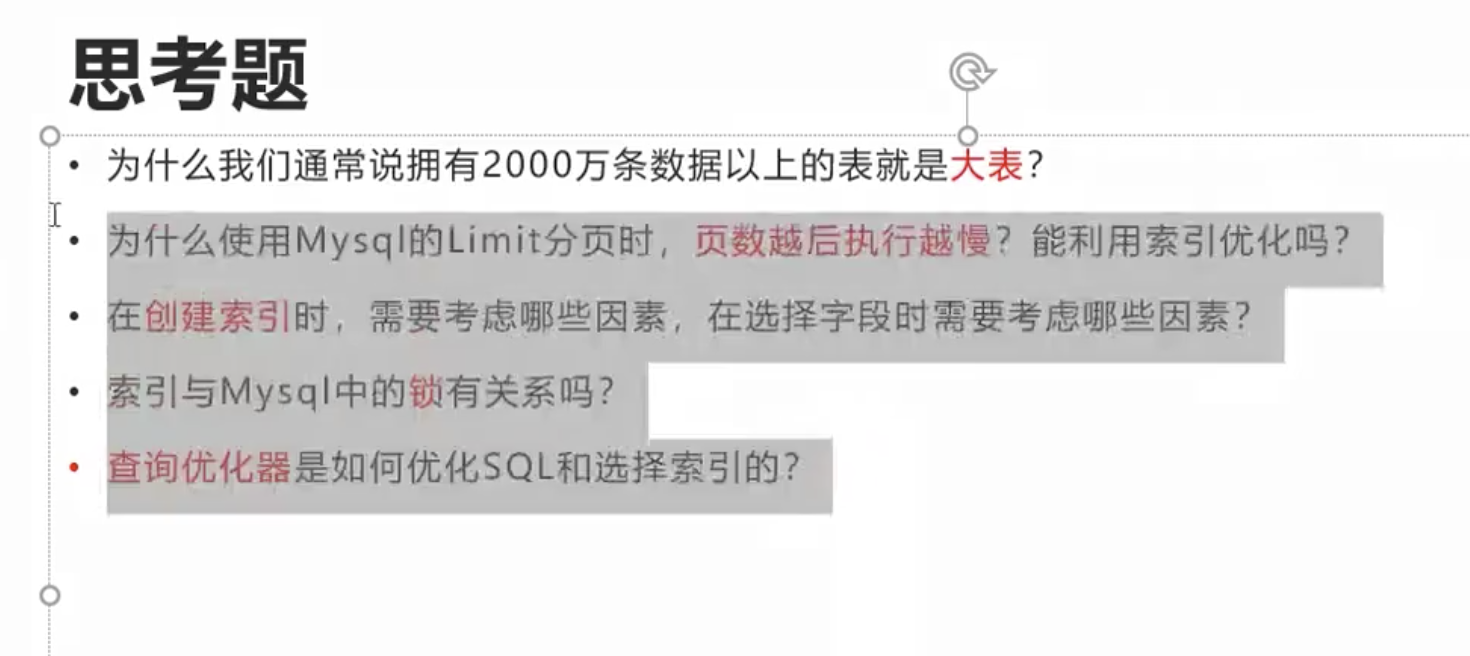 思考题
• 为什么我们通常说拥有2000万条数据以上的表就是大表?
• 为什么使用Mysql的Limit分页时，页数越后执行越慢? 能利用索引优化吗?
• 在创建索引时，需要考虑哪些因素，在选择字段时需要考虑哪些因素?
• 索引与Mysql中的锁有关系吗?
• 查询优化器是如何优化SQL和选择索引的?